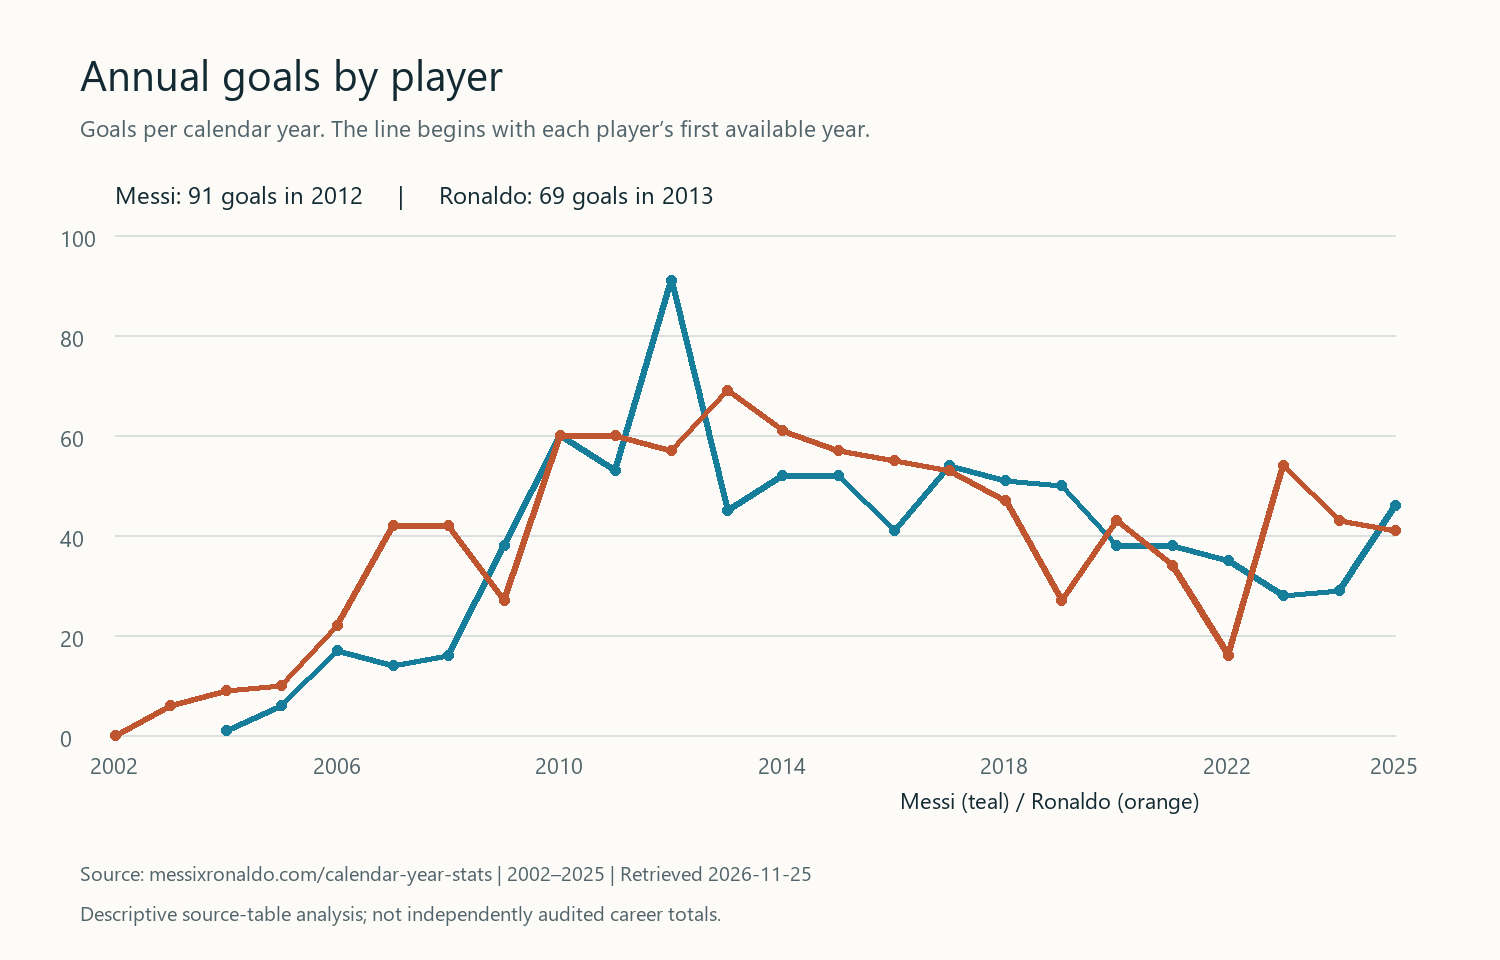 Annual goals by player
Goals per calendar year. The line begins with each player’s first available year.
Messi: 91 goals in 2012 | Ronaldo: 69 goals in 2013
100
80
60
40
20
0
2002 2006 2010 2014 2018 2022 2025
Messi (teal) / Ronaldo (orange)
Source: messixronaldo.com/calendar-year-stats | 2002–2025 | Retrieved 2026-11-25
Descriptive source-table analysis; not independently audited career totals.